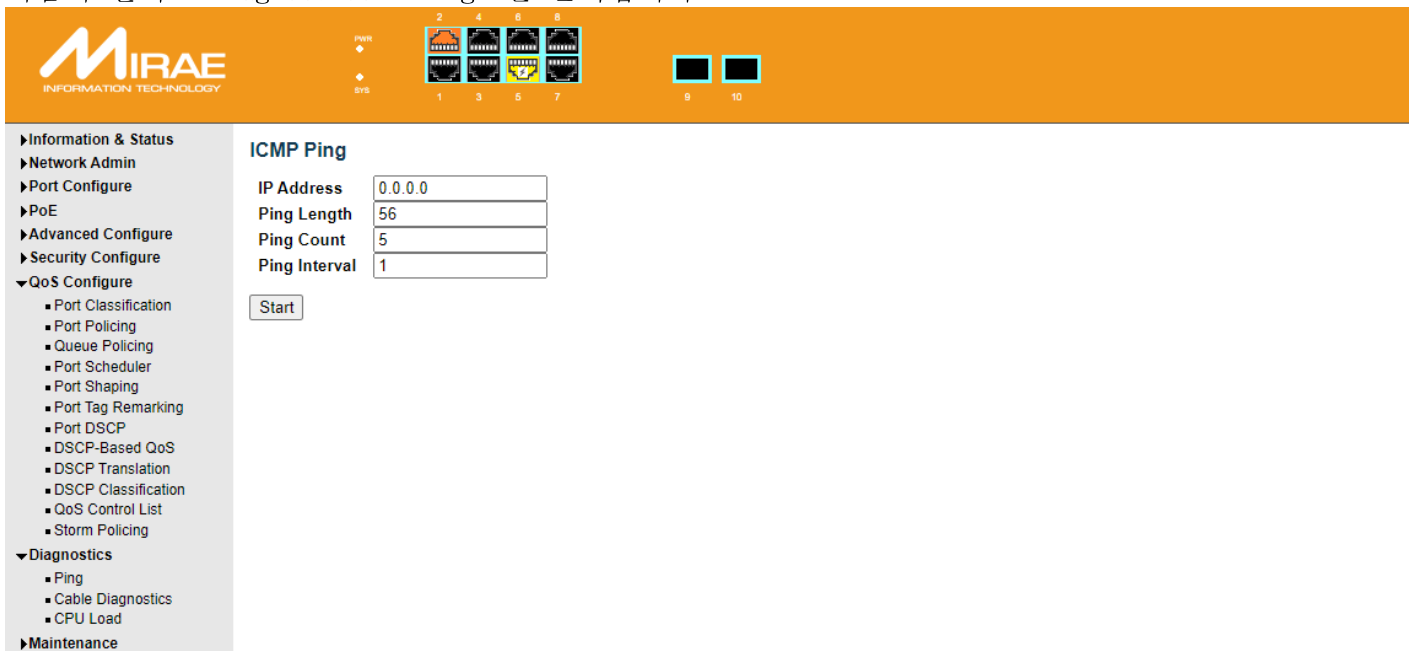 2 4 6 8
PWR
SYS
1 3 5 7
9 10
MIRAE
INFORMATION TECHNOLOGY
Information & Status
Network Admin
Port Configure
PoE
Advanced Configure
Security Configure
QoS Configure
Port Classification
Port Policing
Queue Policing
Port Scheduler
Port Shaping
Port Tag Remarking
Port DSCP
DSCP-Based QoS
DSCP Translation
DSCP Classification
QoS Control List
Storm Policing
Diagnostics
Ping
Cable Diagnostics
CPU Load
Maintenance
ICMP Ping
IP Address 0.0.0.0
Ping Length 56
Ping Count 5
Ping Interval 1
Start